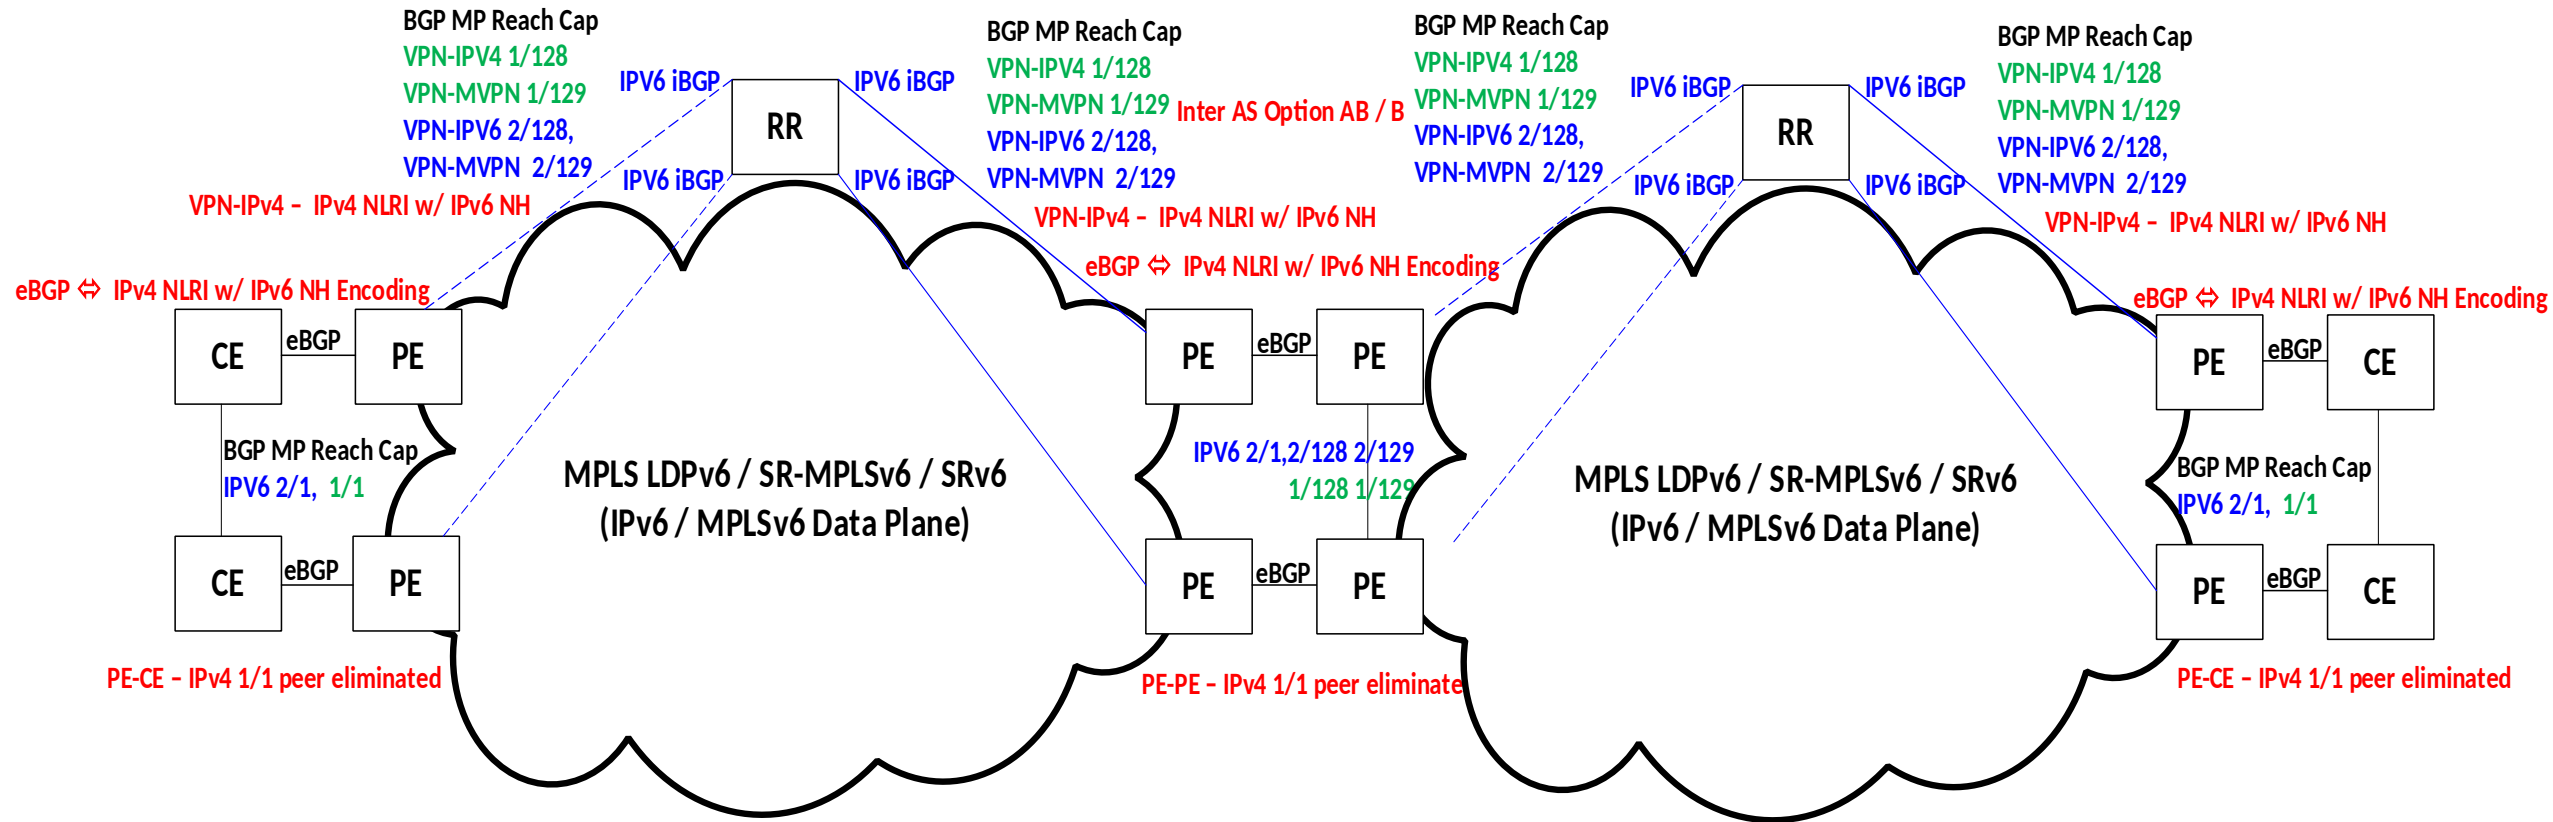 BGP MP Reach Cap
VPN-IPV4 1/128
VPN-MVPN 1/129
VPN-IPV6 2/128,
VPN-MVPN  2/129
IPV6 iBGP
IPV6 iBGP
RR
IPV6 iBGP
IPV6 iBGP
BGP MP Reach Cap
VPN-IPV4 1/128
VPN-MVPN 1/129
VPN-IPV6 2/128,
VPN-MVPN  2/129
Inter AS Option AB / B
BGP MP Reach Cap
VPN-IPV4 1/128
VPN-MVPN 1/129
VPN-IPV6 2/128,
VPN-MVPN  2/129
IPV6 iBGP
IPV6 iBGP
RR
IPV6 iBGP
IPV6 iBGP
BGP MP Reach Cap
VPN-IPV4 1/128
VPN-MVPN 1/129
VPN-IPV6 2/128,
VPN-MVPN  2/129
VPN-IPv4 – IPv4 NLRI w/ IPv6 NH
VPN-IPv4 – IPv4 NLRI w/ IPv6 NH
VPN-IPv4 – IPv4 NLRI w/ IPv6 NH
eBGP ⬄ IPv4 NLRI w/ IPv6 NH Encoding
eBGP ⬄ IPv4 NLRI w/ IPv6 NH Encoding
eBGP ⬄ IPv4 NLRI w/ IPv6 NH Encoding
CE
eBGP
PE
PE
eBGP
PE
PE
eBGP
CE
BGP MP Reach Cap
IPV6 2/1, 1/1
MPLS LDPv6 / SR-MPLSv6 / SRv6
(IPv6 / MPLSv6 Data Plane)
IPV6 2/1,2/128 2/129
1/128 1/129
MPLS LDPv6 / SR-MPLSv6 / SRv6
(IPv6 / MPLSv6 Data Plane)
BGP MP Reach Cap
IPV6 2/1, 1/1
CE
eBGP
PE
PE
eBGP
PE
PE
eBGP
CE
PE-CE – IPv4 1/1 peer eliminated
PE-PE – IPv4 1/1 peer eliminate
PE-CE – IPv4 1/1 peer eliminated